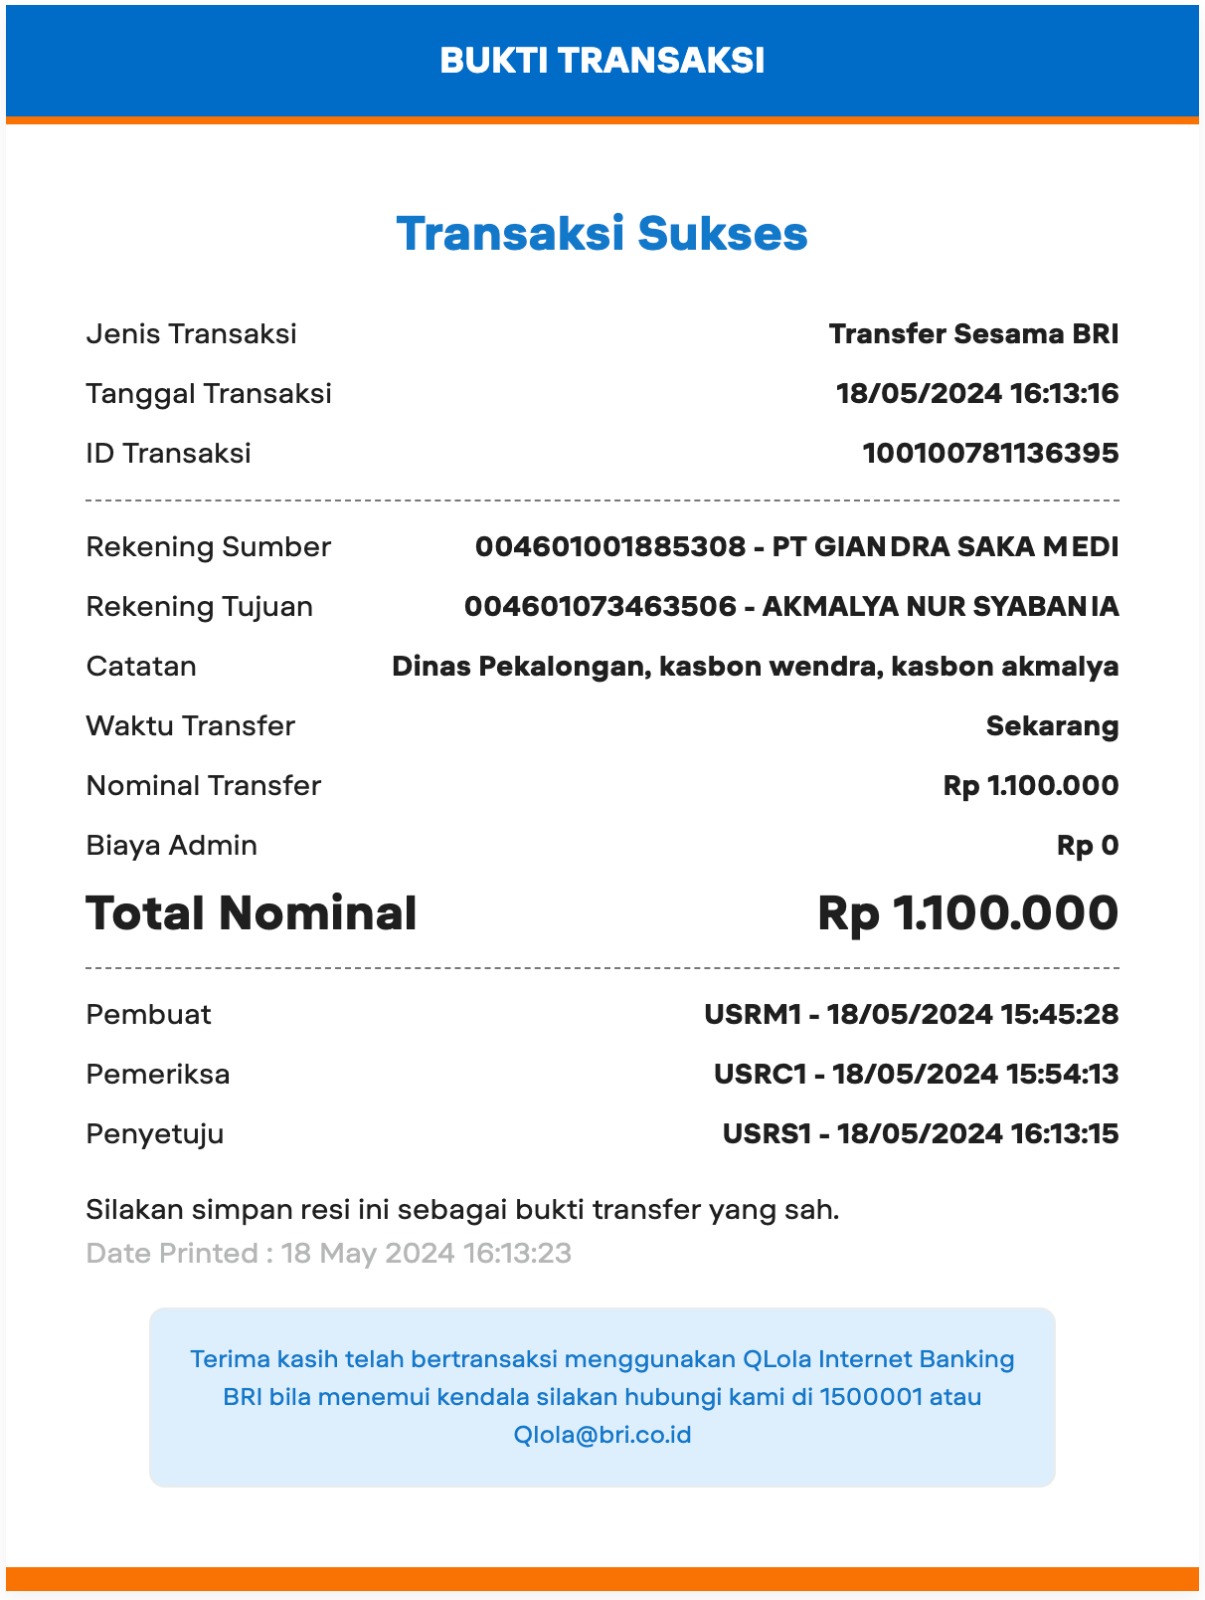 BUKTI TRANSAKSI
Transaksi Sukses
Jenis Transaksi Transfer Sesama BRI
Tanggal Transaksi 18/05/2024 16:13:16
ID Transaksi 100100781136395
Rekening Sumber 004601001885308 - PT GIANDRA SAKA MEDI
Rekening Tujuan 004601073463506 - AKMALYA NUR SYABANIA
Catatan Dinas Pekalongan, kasbon wendra, kasbon akmalya
Waktu Transfer Sekarang
Nominal Transfer Rp 1.100.000
Biaya Admin Rp 0
Total Nominal Rp 1.100.000
Pembuat USRM1 - 18/05/2024 15:45:28
Pemeriksa USRC1 - 18/05/2024 15:54:13
Penyetuju USRS1 - 18/05/2024 16:13:15
Silakan simpan resi ini sebagai bukti transfer yang sah.
Date Printed : 18 May 2024 16:13:23
Terima kasih telah bertransaksi menggunakan QLola Internet Banking
BRI bila menemui kendala silakan hubungi kami di 1500001 atau
Qlola@bri.co.id